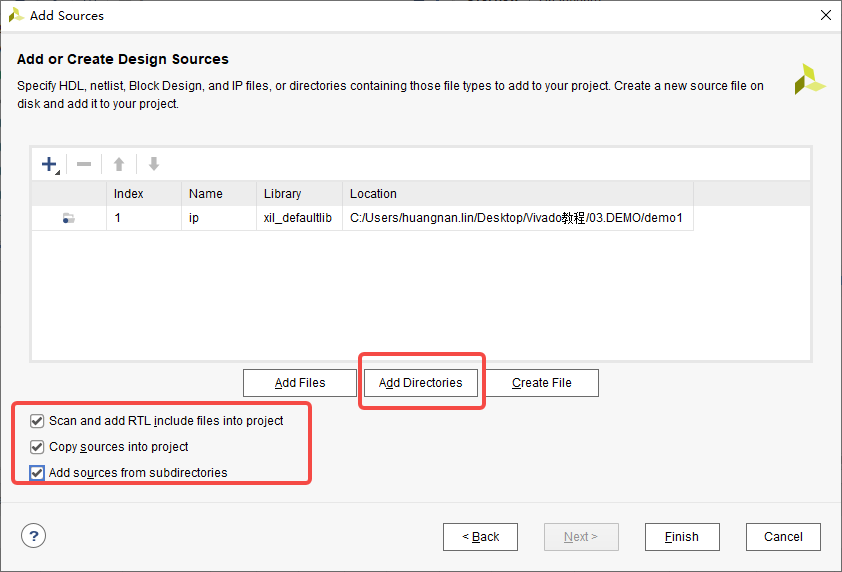 Add Sources
Add or Create Design Sources
Specify HDL, netlist, Block Design, and IP files, or directories containing those file types to add to your project. Create a new source file on
disk and add it to your project.
Index Name Library Location
1 ip xil_defaultlib C:/Users/huangnan.lin/Desktop/Vivado教程/03.DEMO/demo1
Add Files Add Directories Create File
Scan and add RTL include files into project
Copy sources into project
Add sources from subdirectories
? < Back Next > Finish Cancel